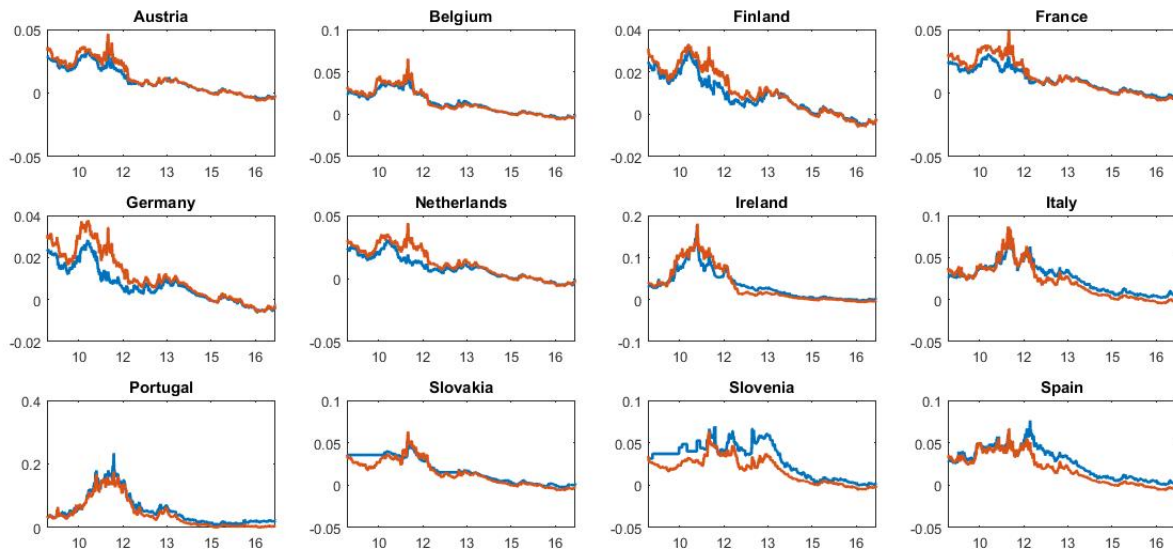 Austria Belgium Finland France
0.05 0.1 0.04 0.05
0.05 0.02
0 0 0 0
-0.05 -0.05 -0.02 -0.05
10 12 13 15 16 10 12 13 15 16 10 12 13 15 16 10 12 13 15 16
Germany Netherlands Ireland Italy
0.04 0.05 0.2 0.1
0.02 0.1 0.05
0 0 0 0
-0.02 -0.05 -0.1 -0.05
10 12 13 15 16 10 12 13 15 16 10 12 13 15 16 10 12 13 15 16
Portugal Slovakia Slovenia Spain
0.4 0.1 0.1 0.1
0.2 0.05 0.05 0.05
0 0 0
0 -0.05 -0.05 -0.05
10 12 13 15 16 10 12 13 15 16 10 12 13 15 16 10 12 13 15 16